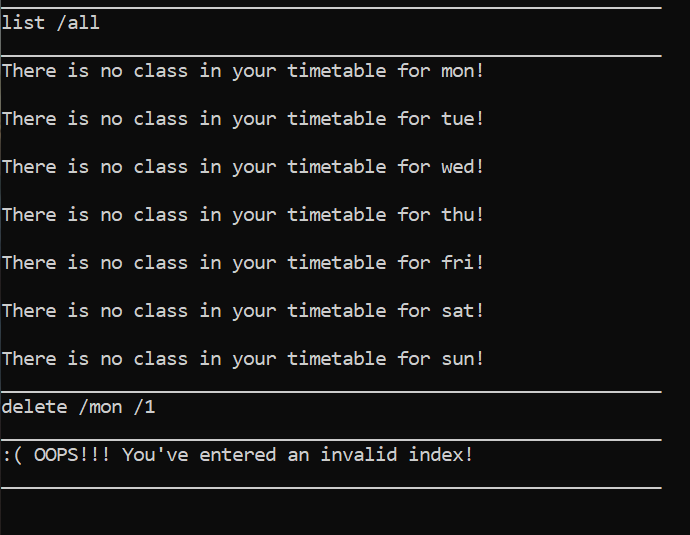 list /all
There is no class in your timetable for mon!
There is no class in your timetable for tue!
There is no class in your timetable for wed!
There is no class in your timetable for thu!
There is no class in your timetable for fri!
There is no class in your timetable for sat!
There is no class in your timetable for sun!
delete /mon /1
:( OOPS!!! You've entered an invalid index!